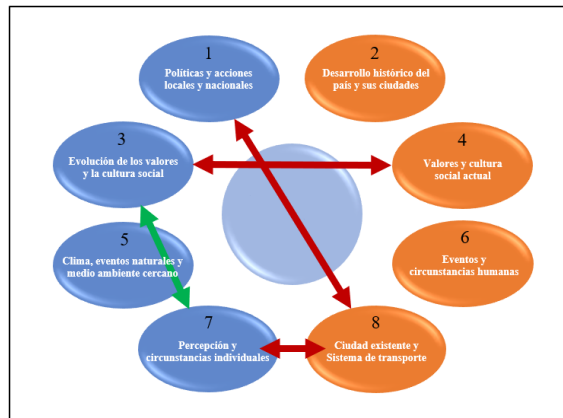 1
Políticas y acciones
locales y nacionales
2
Desarrollo histórico del
país y sus ciudades
3
Evolución de los valores
y la cultura social
4
Valores y cultura
social actual
5
Clima, eventos naturales y
medio ambiente cercano
6
Eventos y
circunstancias humanas
7
Percepción y
circunstancias individuales
8
Ciudad existente y
Sistema de transporte